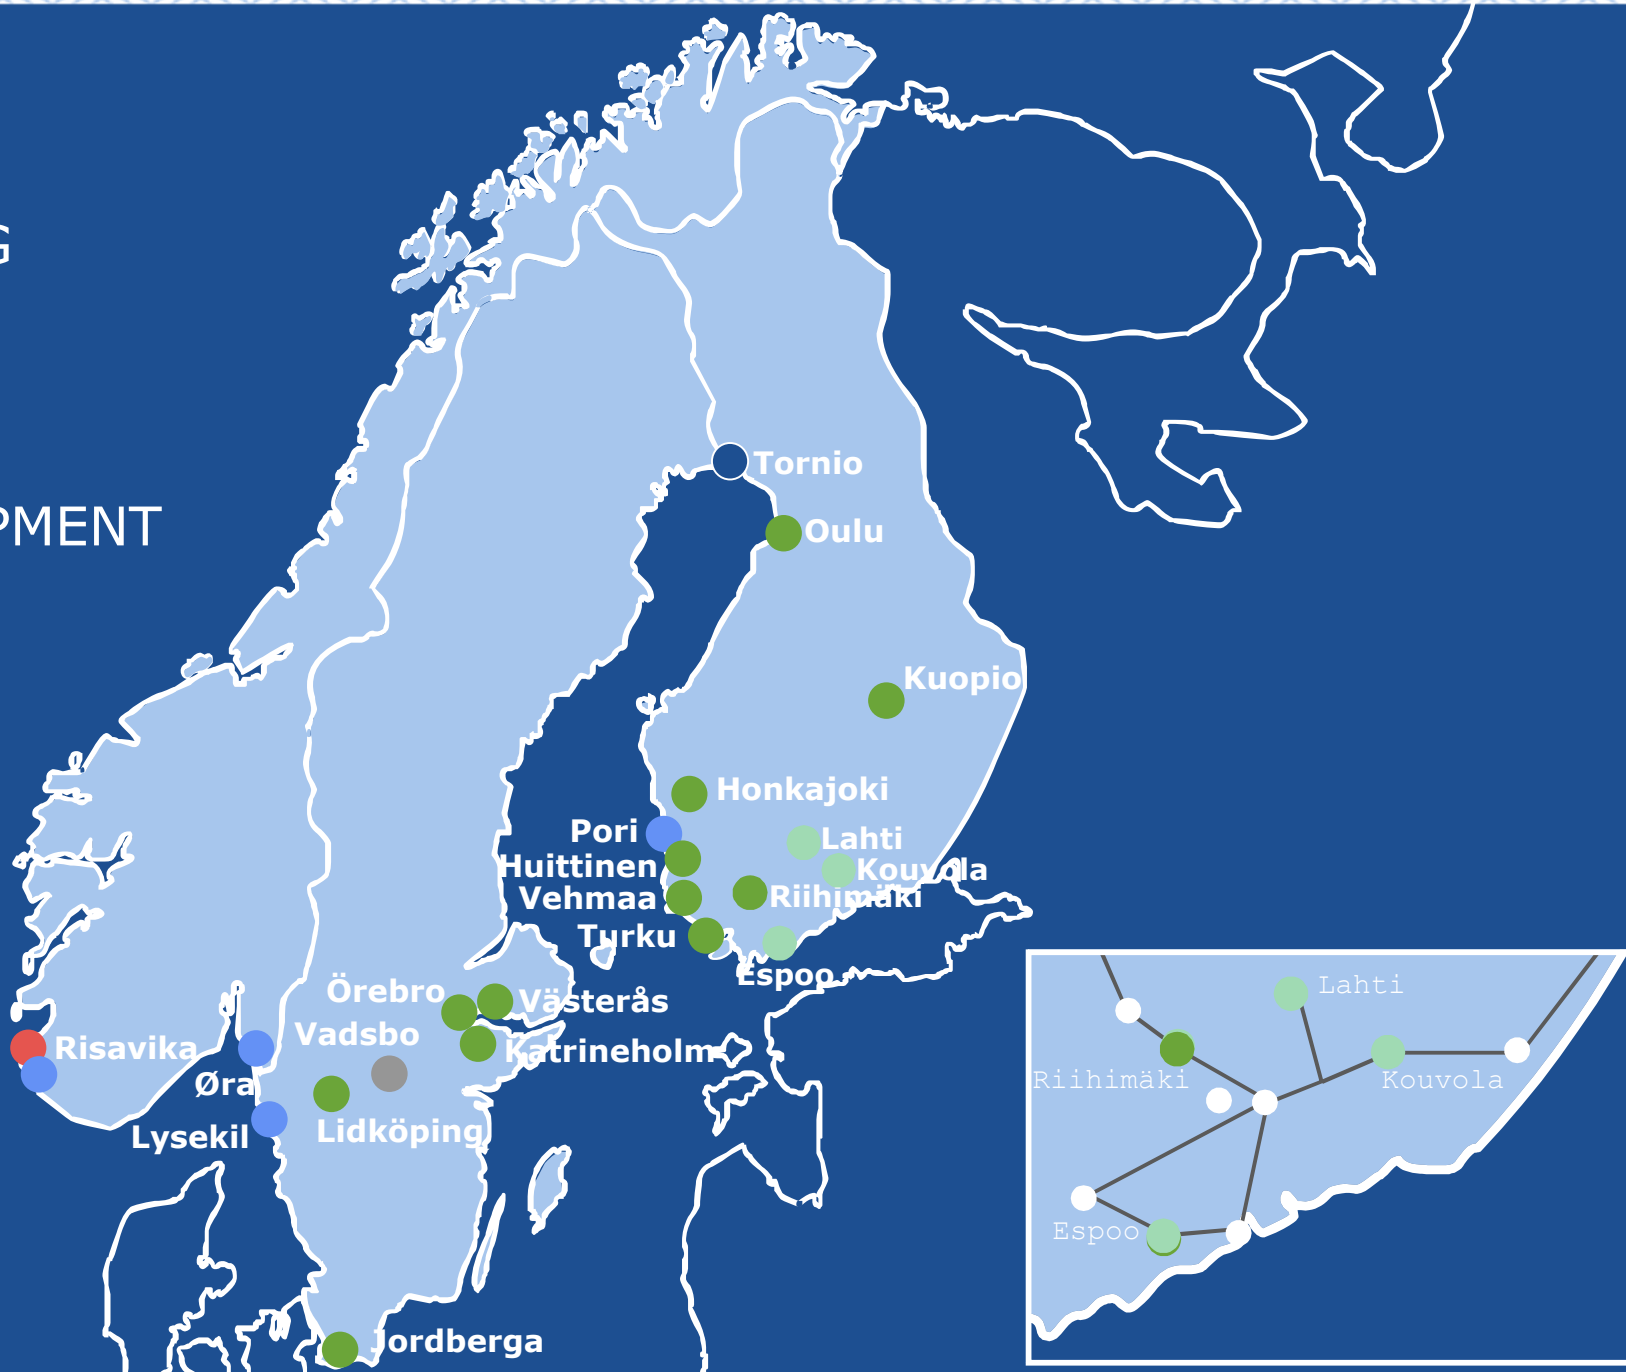 G
PMENT
Tornio
Oulu
Kuopio
Honkajoki
Pori
Lahti
Huittinen
Kouvola
Vehmaa
Riihimäki
Turku
Espoo
Örebro
Västerås
Vadsbo
Katrineholm
Risavika
Øra
Lysekil
Lidköping
Jordberga
Lahti
Riihimäki
Kouvola
Espoo